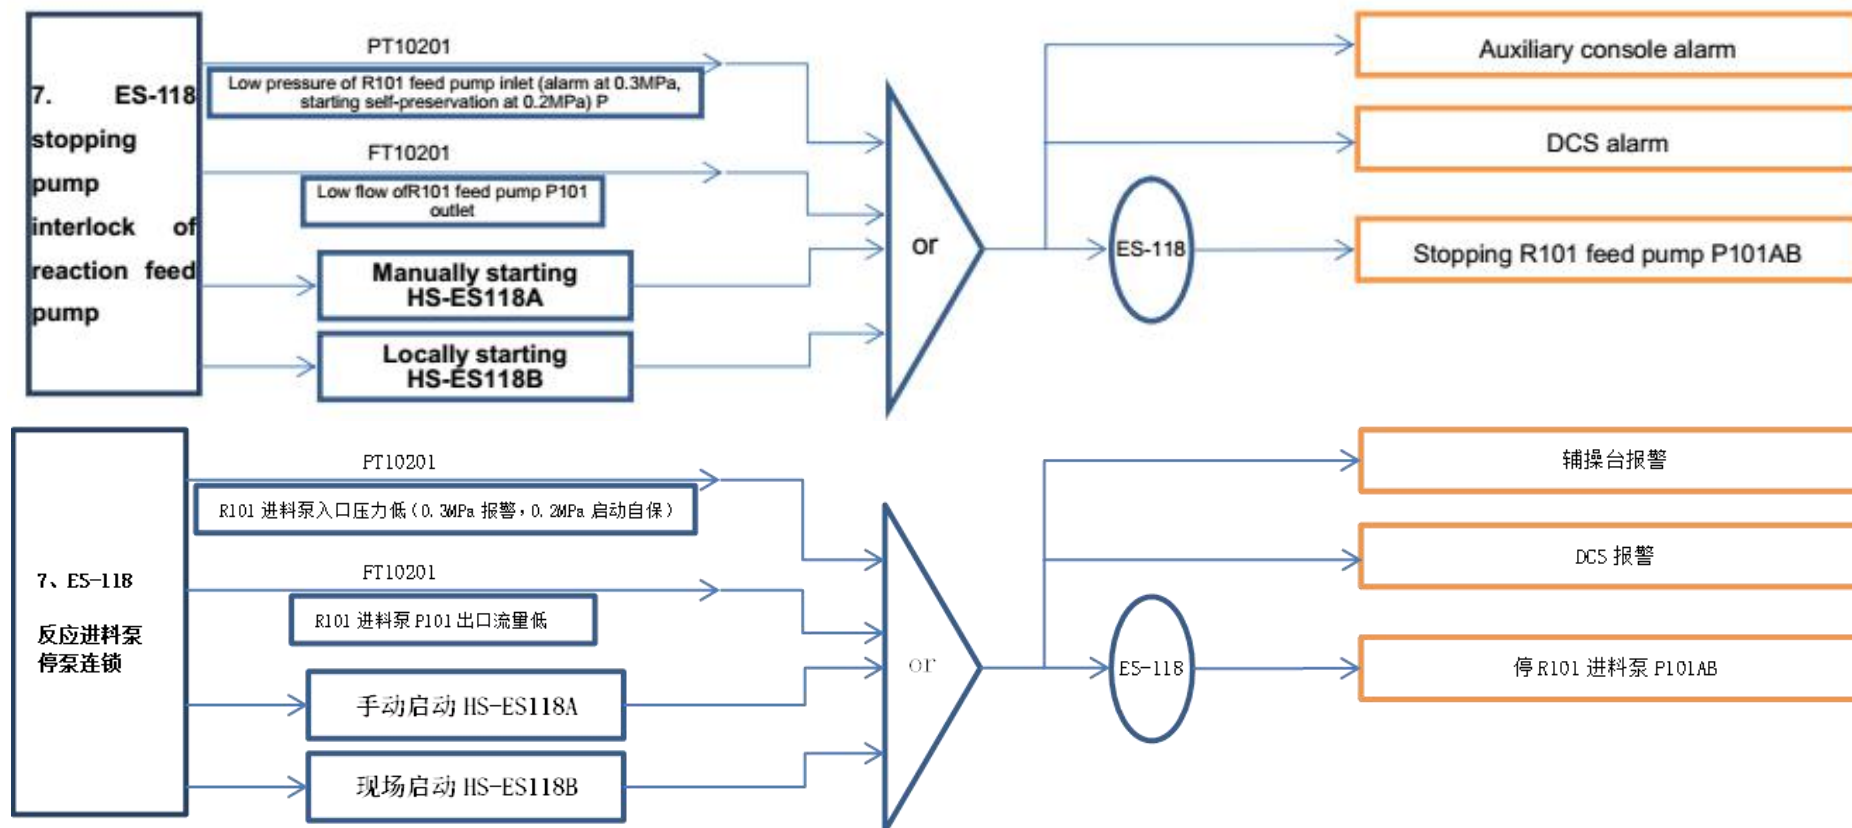 7. ES-118
stopping
pump
interlock of
reaction feed
pump
PT10201
Low pressure of R101 feed pump inlet (alarm at 0.3MPa,
starting self-preservation at 0.2MPa) P
FT10201
Low flow ofR101 feed pump P101
outlet
Manually starting
HS-ES118A
Locally starting
HS-ES118B
or
ES-118
Auxiliary console alarm
DCS alarm
Stopping R101 feed pump P101AB
7、ES-118
反应进料泵
停泵连锁
PT10201
R101 进料泵入口压力低（0.3MPa 报警，0.2MPa 启动自保）
FT10201
R101 进料泵 P101 出口流量低
手动启动 HS-ES118A
现场启动 HS-ES118B
or
ES-118
辅操台报警
DCS 报警
停 R101 进料泵 P101AB